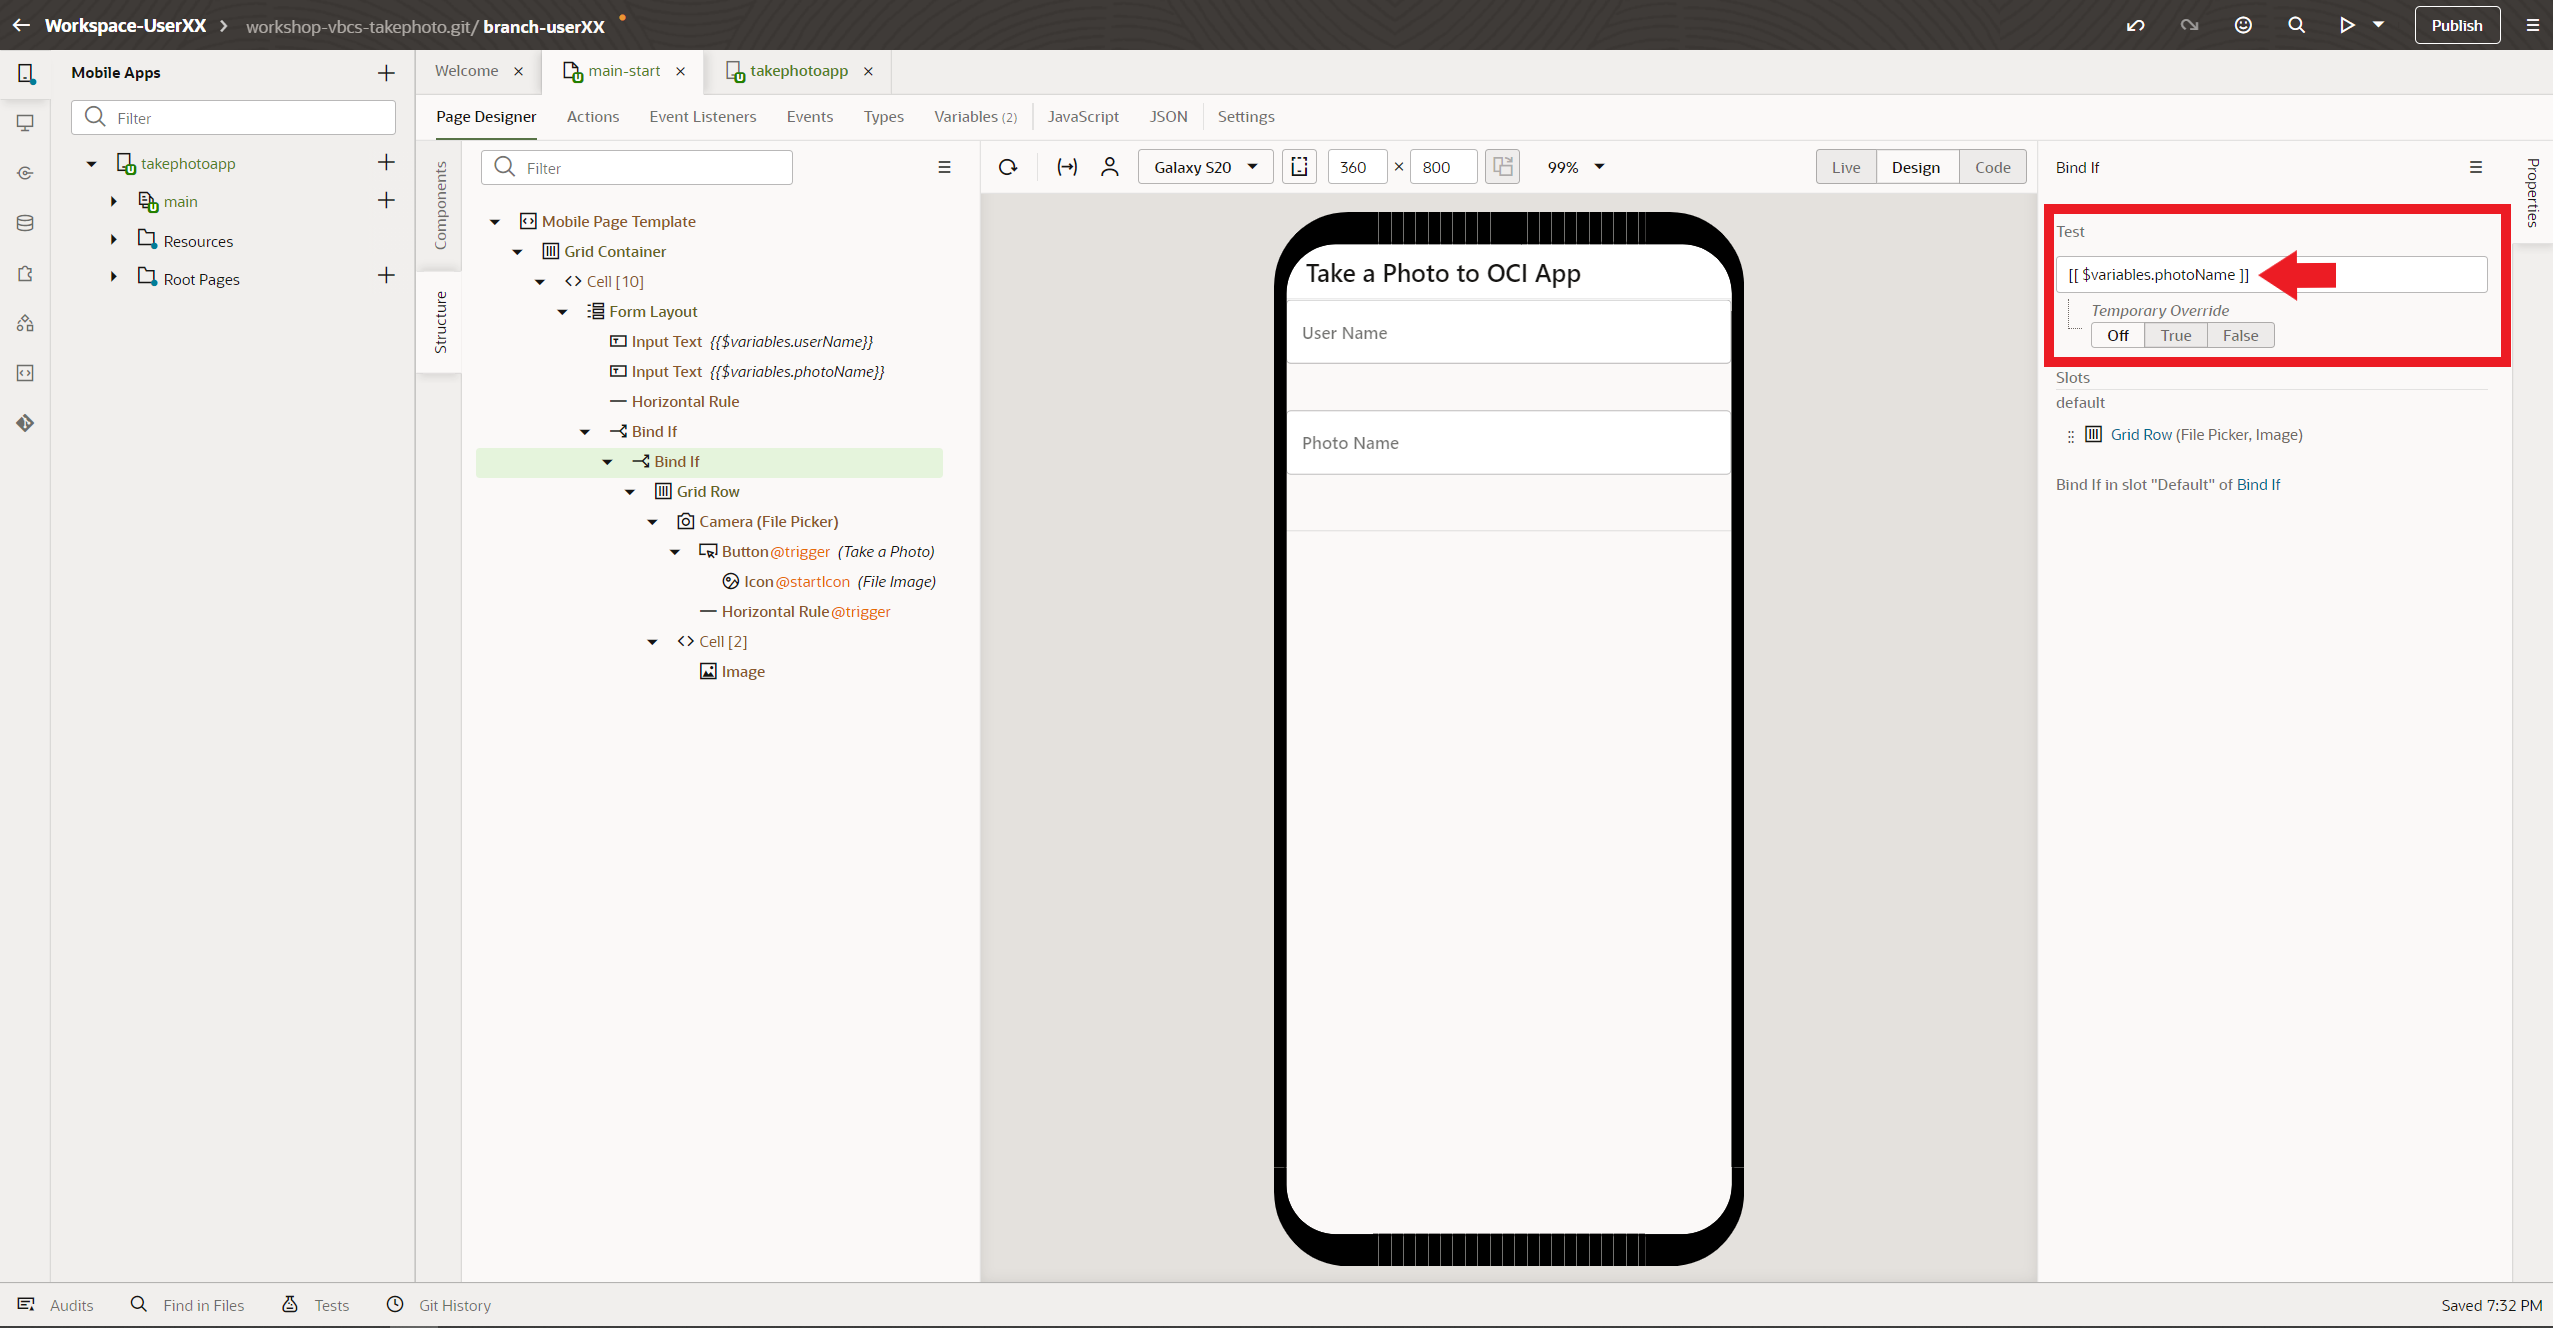 Workspace-UserXX workshop-vbcs-takephoto.git/ branch-userXX
Publish
Mobile Apps
Filter
takephotoapp
main
Resources
Root Pages
Welcome
main-start
takephotoapp
Page Designer
Actions
Event Listeners
Events
Types
Variables (2)
JavaScript
JSON
Settings
Components
Structure
Filter
Mobile Page Template
Grid Container
Cell [10]
Form Layout
Input Text {{$variables.userName}}
Input Text {{$variables.photoName}}
Horizontal Rule
Bind If
Bind If
Grid Row
Camera (File Picker)
Button@trigger (Take a Photo)
Icon@startIcon (File Image)
Horizontal Rule@trigger
Cell [2]
Image
Galaxy S20
360 × 800
99%
Live
Design
Code
Take a Photo to OCI App
User Name
Photo Name
Bind If
Properties
Test
[[ $variables.photoName ]]
Temporary Override
Off
True
False
Slots
default
Grid Row (File Picker, Image)
Bind If in slot "Default" of Bind If
Audits
Find in Files
Tests
Git History
Saved 7:32 PM